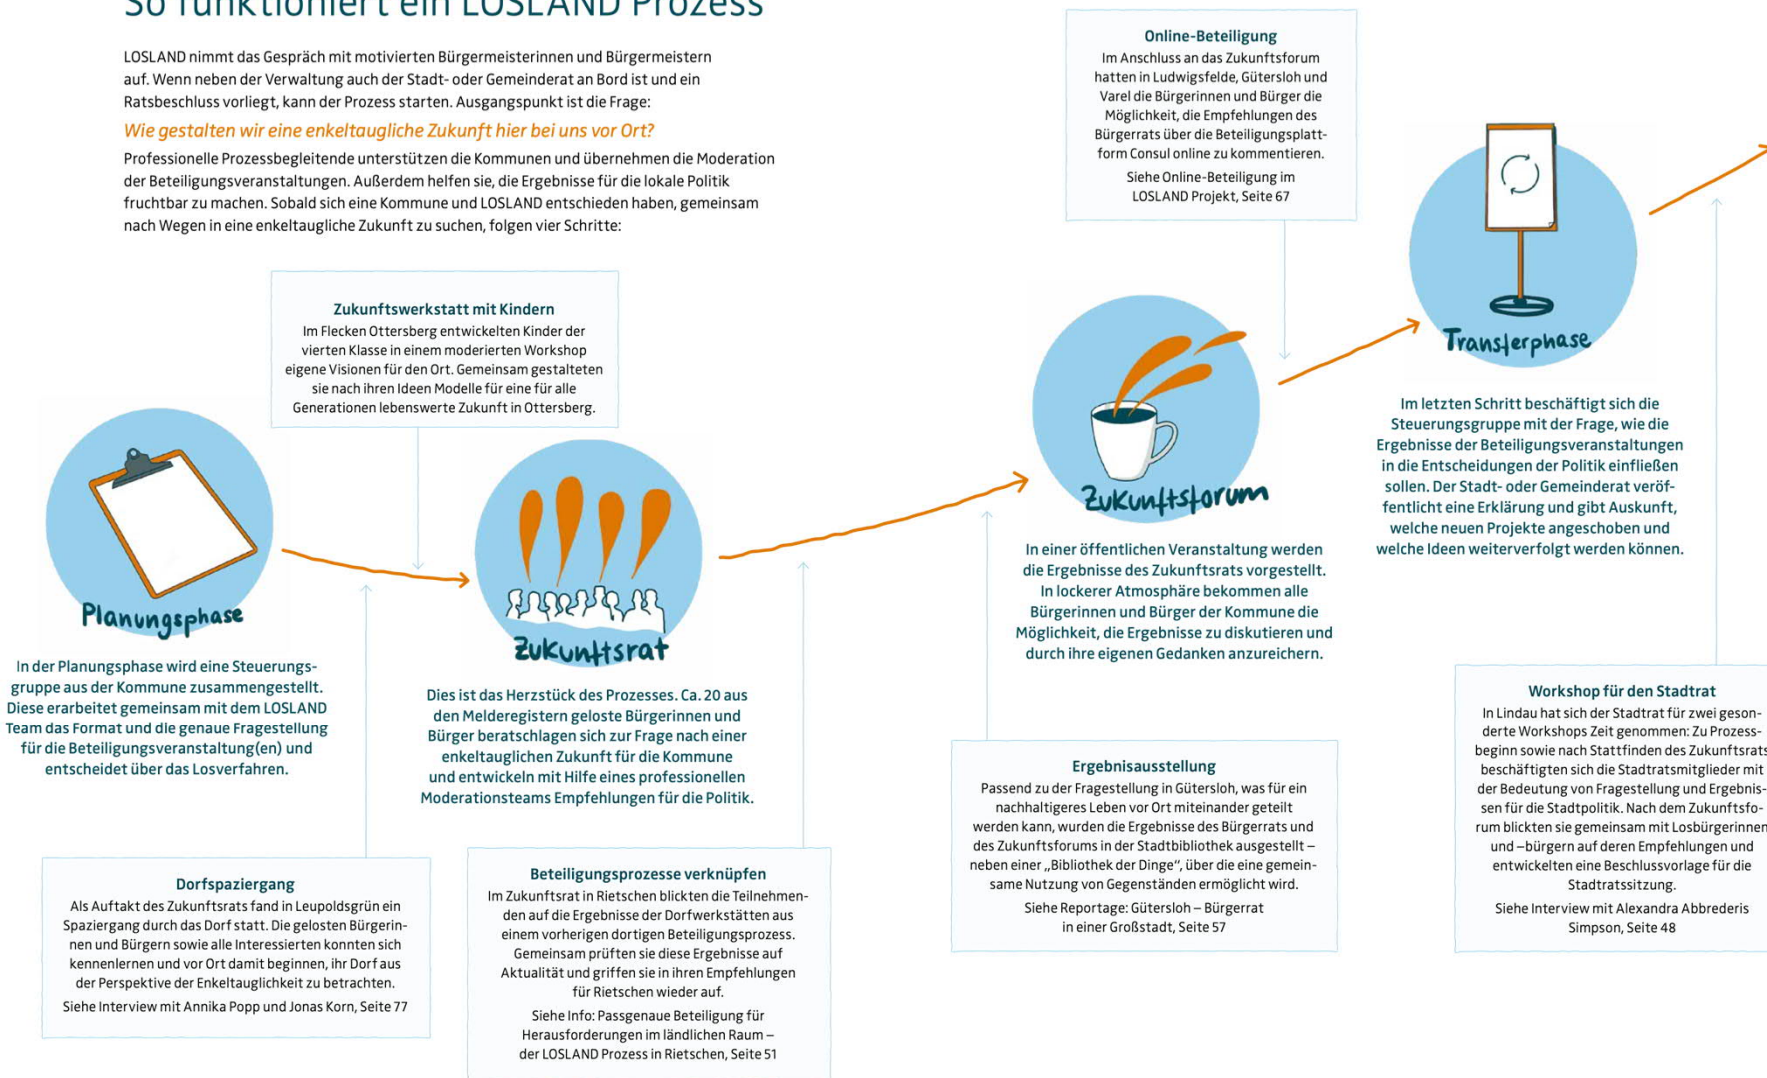 So funktioniert ein LOSLAND Prozess
LOSLAND nimmt das Gespräch mit motivierten Bürgermeisterinnen und Bürgermeistern
auf. Wenn neben der Verwaltung auch der Stadt- oder Gemeinderat an Bord ist und ein
Ratsbeschluss vorliegt, kann der Prozess starten. Ausgangspunkt ist die Frage:
Wie gestalten wir eine enkeltaugliche Zukunft hier bei uns vor Ort?
Professionelle Prozessbegleitende unterstützen die Kommunen und übernehmen die Moderation
der Beteiligungsveranstaltungen. Außerdem helfen sie, die Ergebnisse für die lokale Politik
fruchtbar zu machen. Sobald sich eine Kommune und LOSLAND entschieden haben, gemeinsam
nach Wegen in eine enkeltaugliche Zukunft zu suchen, folgen vier Schritte:
Zukunftswerkstatt mit Kindern
Im Flecken Ottersberg entwickelten Kinder der
vierten Klasse in einem moderierten Workshop
eigene Visionen für den Ort. Gemeinsam gestalteten
sie nach ihren Ideen Modelle für eine für alle
Generationen lebenswerte Zukunft in Ottersberg.
Planungsphase
In der Planungsphase wird eine Steuerungs-
gruppe aus der Kommune zusammengestellt.
Diese erarbeitet gemeinsam mit dem LOSLAND
Team das Format und die genaue Fragestellung
für die Beteiligungsveranstaltung(en) und
entscheidet über das Losverfahren.
Dorfspaziergang
Als Auftakt des Zukunftsrats fand in Leupoldsgrün ein
Spaziergang durch das Dorf statt. Die gelosten Bürgerin-
nen und Bürgern sowie alle Interessierten konnten sich
kennenlernen und vor Ort damit beginnen, ihr Dorf aus
der Perspektive der Enkeltauglichkeit zu betrachten.
Siehe Interview mit Annika Popp und Jonas Korn, Seite 77
Zukunftsrat
Dies ist das Herzstück des Prozesses. Ca. 20 aus
den Melderegistern geloste Bürgerinnen und
Bürger beratschlagen sich zur Frage nach einer
enkeltauglichen Zukunft für die Kommune
und entwickeln mit Hilfe eines professionellen
Moderationsteams Empfehlungen für die Politik.
Beteiligungsprozesse verknüpfen
Im Zukunftsrat in Rietschen blickten die Teilnehmen-
den auf die Ergebnisse der Dorfwerkstätten aus
einem vorherigen dortigen Beteiligungsprozess.
Gemeinsam prüften sie diese Ergebnisse auf
Aktualität und griffen sie in ihren Empfehlungen
für Rietschen wieder auf.
Siehe Info: Passgenaue Beteiligung für
Herausforderungen im ländlichen Raum –
der LOSLAND Prozess in Rietschen, Seite 51
Online-Beteiligung
Im Anschluss an das Zukunftsforum
hatten in Ludwigsfelde, Gütersloh und
Varel die Bürgerinnen und Bürger die
Möglichkeit, die Empfehlungen des
Bürgerrats über die Beteiligungsplatt-
form Consul online zu kommentieren.
Siehe Online-Beteiligung im
LOSLAND Projekt, Seite 67
Zukunftsforum
In einer öffentlichen Veranstaltung werden
die Ergebnisse des Zukunftsrats vorgestellt.
In lockerer Atmosphäre bekommen alle
Bürgerinnen und Bürger der Kommune die
Möglichkeit, die Ergebnisse zu diskutieren und
durch ihre eigenen Gedanken anzureichern.
Ergebnisausstellung
Passend zu der Fragestellung in Gütersloh, was für ein
nachhaltigeres Leben vor Ort miteinander geteilt
werden kann, wurden die Ergebnisse des Bürgerrats und
des Zukunftsforums in der Stadtbibliothek ausgestellt –
neben einer „Bibliothek der Dinge“, über die eine gemein-
same Nutzung von Gegenständen ermöglicht wird.
Siehe Reportage: Gütersloh – Bürgerrat
in einer Großstadt, Seite 57
Transferphase
Im letzten Schritt beschäftigt sich die
Steuerungsgruppe mit der Frage, wie die
Ergebnisse der Beteiligungsveranstaltungen
in die Entscheidungen der Politik einfließen
sollen. Der Stadt- oder Gemeinderat veröf-
fentlicht eine Erklärung und gibt Auskunft,
welche neuen Projekte angeschoben und
welche Ideen weiterverfolgt werden können.
Workshop für den Stadtrat
In Lindau hat sich der Stadtrat für zwei geson-
derte Workshops Zeit genommen: Zu Prozess-
beginn sowie nach Stattfinden des Zukunftsrats
beschäftigten sich die Stadtratsmitglieder mit
der Bedeutung von Fragestellung und Ergebnis-
sen für die Stadtpolitik. Nach dem Zukunftsfo-
rum blickten sie gemeinsam mit Losbürgerinnen
und –bürgern auf deren Empfehlungen und
entwickelten eine Beschlussvorlage für die
Stadtratssitzung.
Siehe Interview mit Alexandra Abbrederis
Simpson, Seite 48